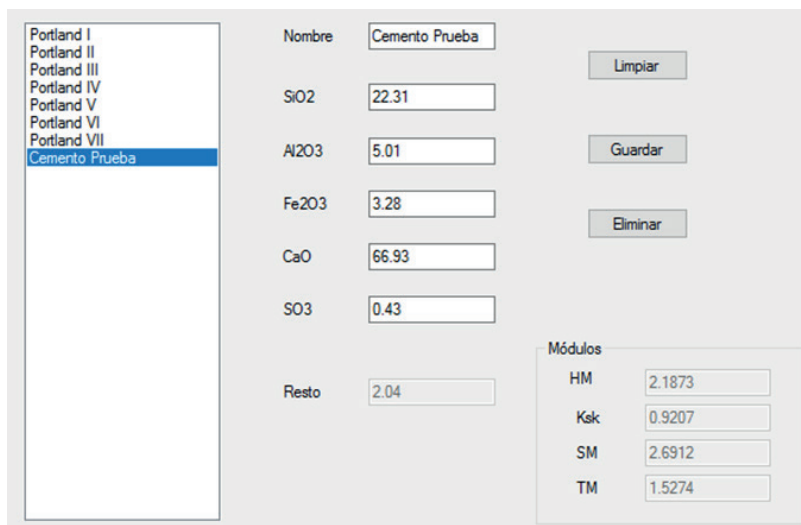 Portland I
Portland II
Portland III
Portland IV
Portland V
Portland VI
Portland VII
Cemento Prueba
Nombre Cemento Prueba
SiO2 22.31
Al2O3 5.01
Fe2O3 3.28
CaO 66.93
SO3 0.43
Resto 2.04
Limpiar
Guardar
Eliminar
Módulos
HM 2.1873
Ksk 0.9207
SM 2.6912
TM 1.5274